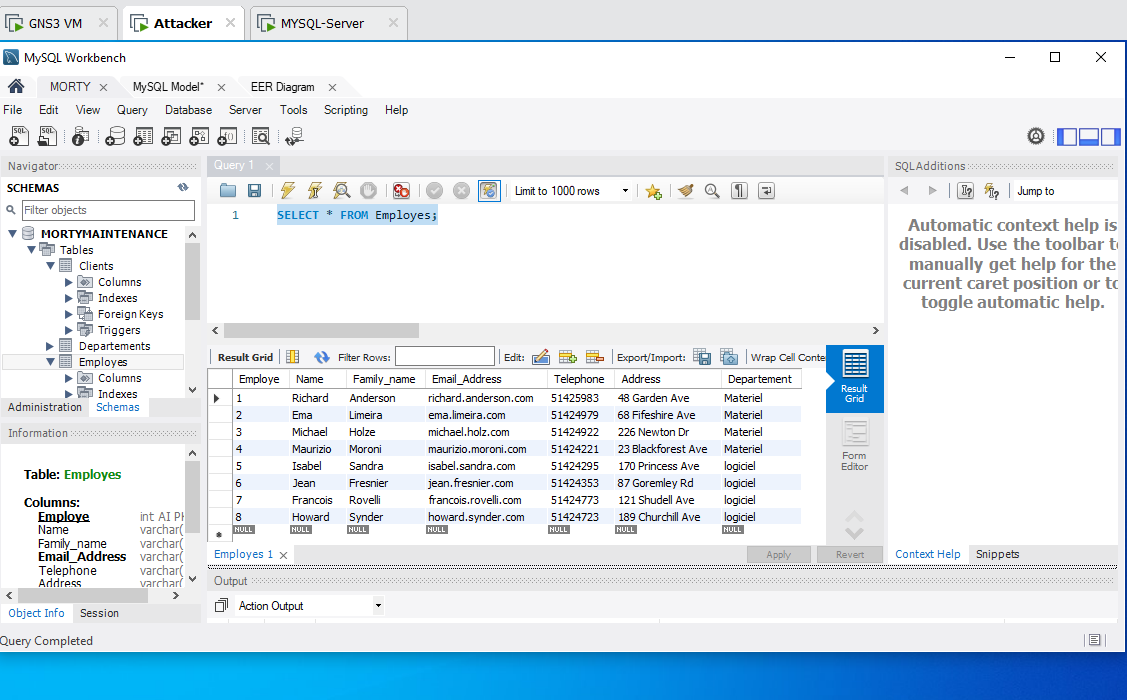 GNS3 VM Attacker MYSQL-Server
MySQL Workbench
MORTY MySQL Model* EER Diagram
File Edit View Query Database Server Tools Scripting Help
Navigator
SCHEMAS
Filter objects
MORTYMAINTENANCE
Tables
Clients
Columns
Indexes
Foreign Keys
Triggers
Departements
Employes
Columns
Indexes
Administration Schemas
Information
Table: Employes
Columns:
Employe int AI PK
Name varchar(
Family_name varchar(
Email_Address varchar(
Telephone varchar(
Address varchar(
Object Info Session
Query Completed
Query 1
Limit to 1000 rows
1 SELECT * FROM Employes;
Result Grid Filter Rows: Edit: Export/Import: Wrap Cell Conte
Employe Name Family_name Email_Address Telephone Address Departement
1 Richard Anderson richard.anderson.com 51425983 48 Garden Ave Materiel
2 Ema Limeira ema.limeira.com 51424979 68 Fifeshire Ave Materiel
3 Michael Holze michael.holz.com 51424922 226 Newton Dr Materiel
4 Maurizio Moroni maurizio.moroni.com 51424221 23 Blackforest Ave Materiel
5 Isabel Sandra isabel.sandra.com 51424295 170 Princess Ave logiciel
6 Jean Fresnier jean.fresnier.com 51424353 87 Goremley Rd logiciel
7 Francois Rovelli francois.rovelli.com 51424773 121 Shudell Ave logiciel
8 Howard Synder howard.synder.com 51424723 189 Churchill Ave logiciel
NULL NULL NULL NULL NULL NULL NULL
Result
Grid
Form
Editor
Employes 1 Apply Revert
Output
Action Output
SQLAdditions
Jump to
Automatic context help is
disabled. Use the toolbar to
manually get help for the
current caret position or to
toggle automatic help.
Context Help Snippets